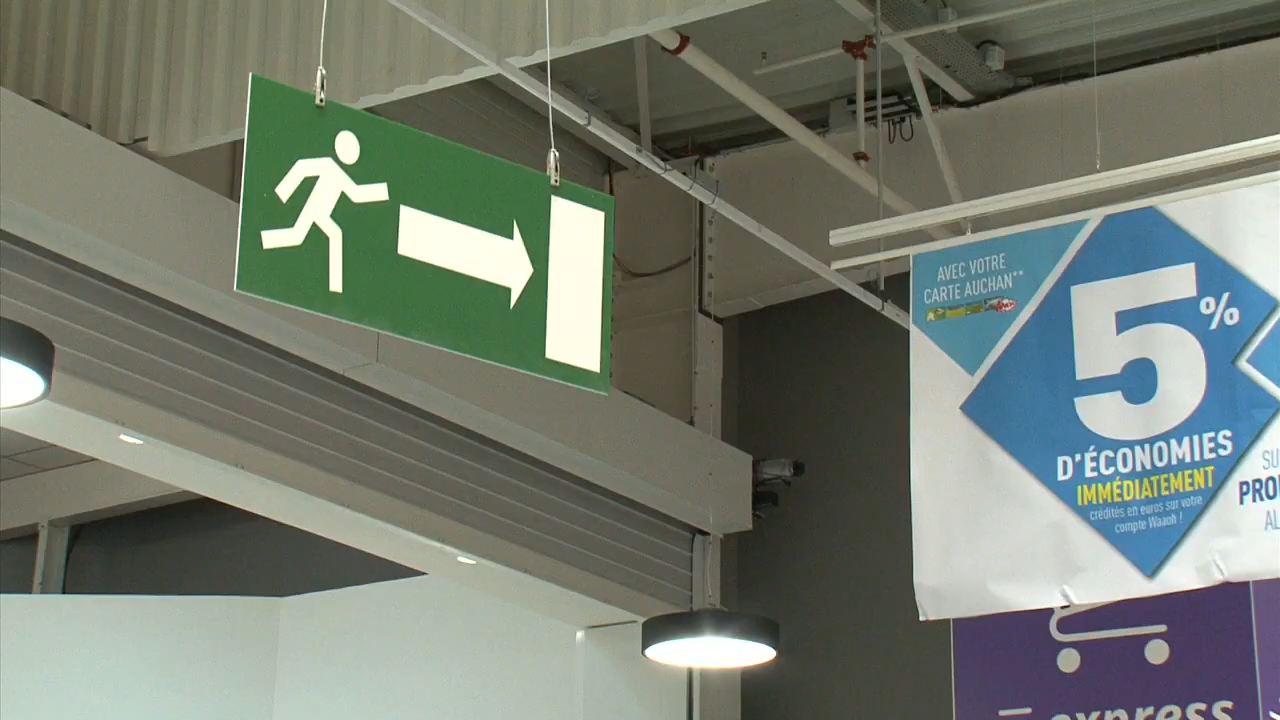 AVEC VOTRE
CARTE AUCHAN**
5%
D'ÉCONOMIES
IMMÉDIATEMENT
crédités en euros sur votre
compte Waaoh !
express